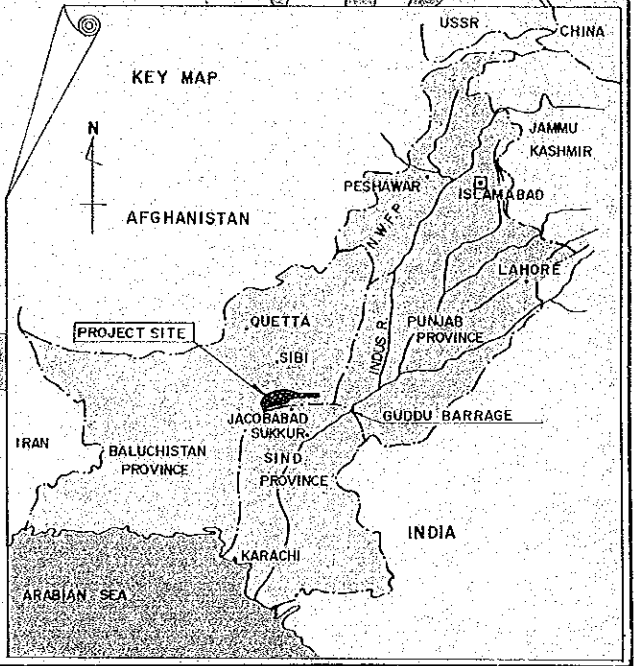 USSR
CHINA
KEY MAP
N
JAMMU
KASHMIR
PESHAWAR
ISLAMABAD
AFGHANISTAN
N.W.F.P
LAHORE
QUETTA
PROJECT SITE
INDUS R.
PUNJAB
PROVINCE
SIBI
JACOBABAD
GUDDU BARRAGE
SUKKUR
IRAN
BALUCHISTAN
PROVINCE
SIND
PROVINCE
INDIA
KARACHI
ARABIAN SEA